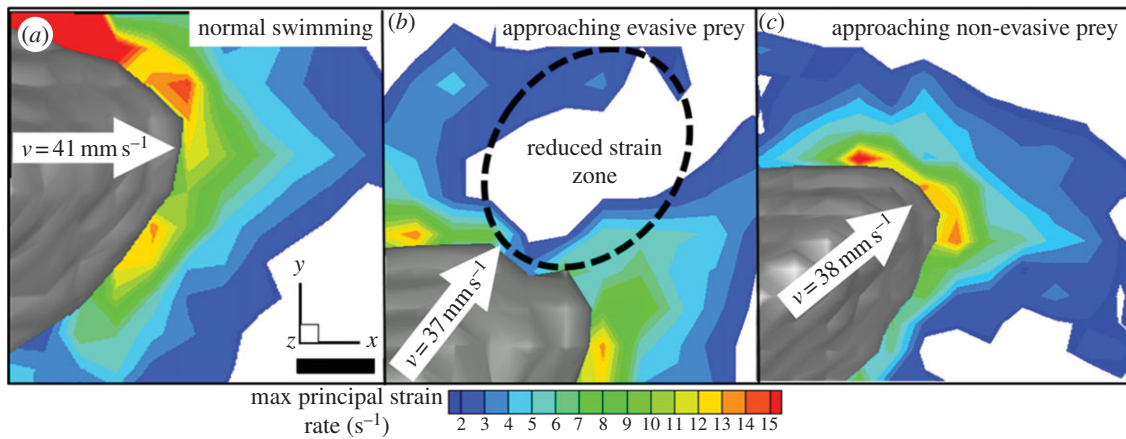 (a) normal swimming
(b) approaching evasive prey
(c) approaching non-evasive prey
v = 41 mm s⁻¹
reduced strain
zone
v = 37 mm s⁻¹
v = 38 mm s⁻¹
y
z x
max principal strain
rate (s⁻¹)
2 3 4 5 6 7 8 9 10 11 12 13 14 15